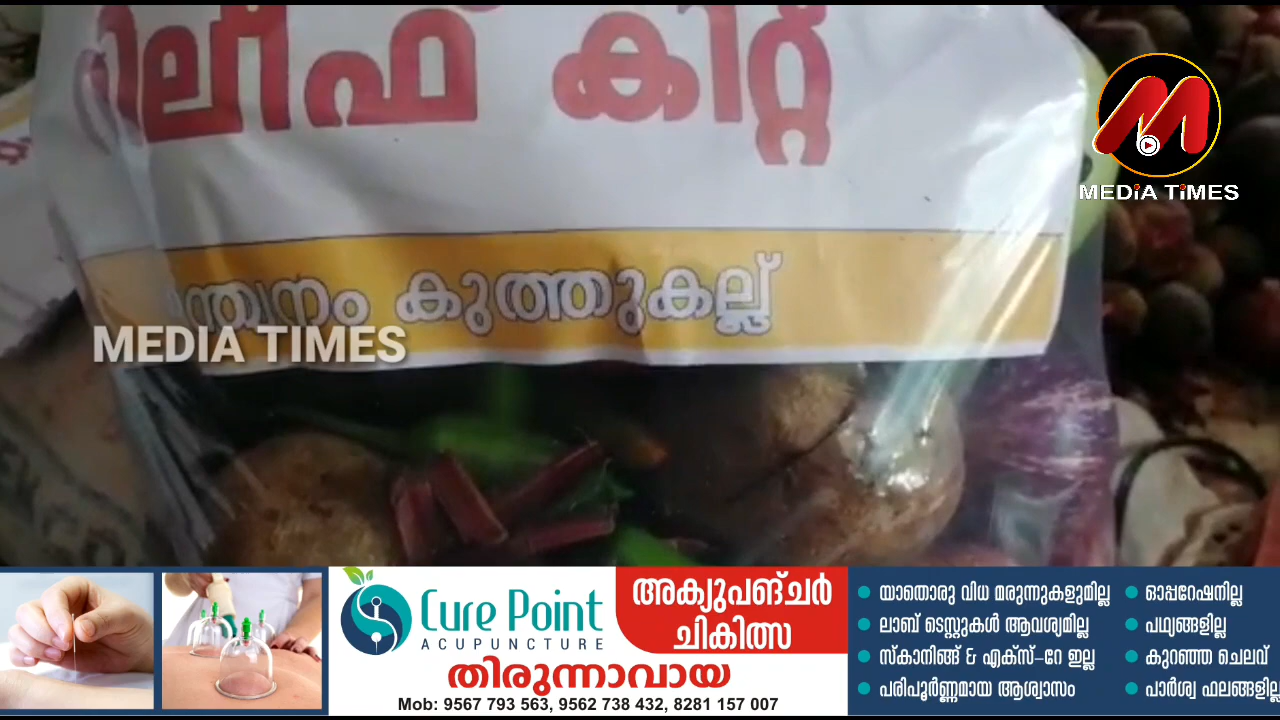 റിലീഫ് കിറ്റ്
MEDIA TIMES
കുത്തുകല്ല്
MEDIA TIMES
Cure Point
ACUPUNCTURE
അക്യുപങ്ചർ
ചികിത്സ
തിരുന്നാവായ
Mob: 9567 793 563, 9562 738 432, 8281 157 007
യാതൊരു വിധ മരുന്നുകളുമില്ല
ലാബ് ടെസ്റ്റുകൾ ആവശ്യമില്ല
സ്കാനിങ്ങ് & എക്സ്-റേ ഇല്ല
പരിപൂർണ്ണമായ ആശ്വാസം
ഓപ്പറേഷനില്ല
പഥ്യങ്ങളില്ല
കുറഞ്ഞ ചെലവ്
പാർശ്വ ഫലങ്ങളില്ല